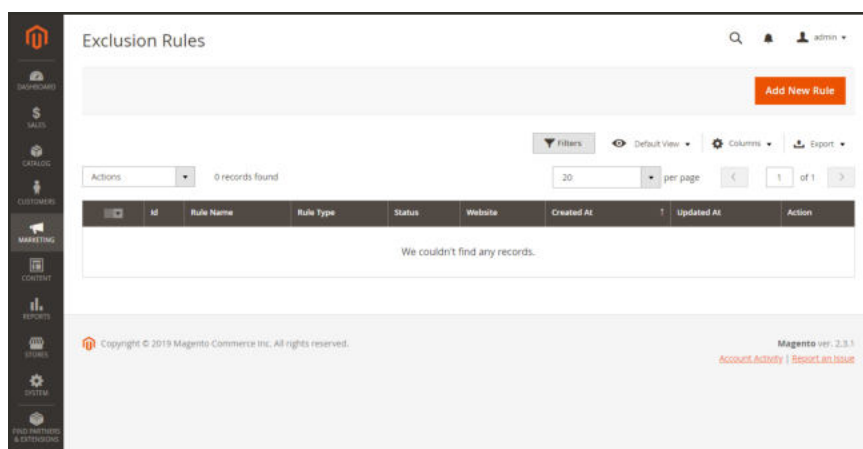 Exclusion Rules
admin
Add New Rule
DASHBOARD
SALES
CATALOG
CUSTOMERS
MARKETING
CONTENT
REPORTS
STORES
SYSTEM
FIND PARTNERS
& EXTENSIONS
Filters Default View Columns Export
Actions 0 records found 20 per page 1 of 1
Id Rule Name Rule Type Status Website Created At ↑ Updated At Action
We couldn't find any records.
Copyright © 2019 Magento Commerce Inc. All rights reserved.
Magento ver. 2.3.1
Account Activity | Report an Issue